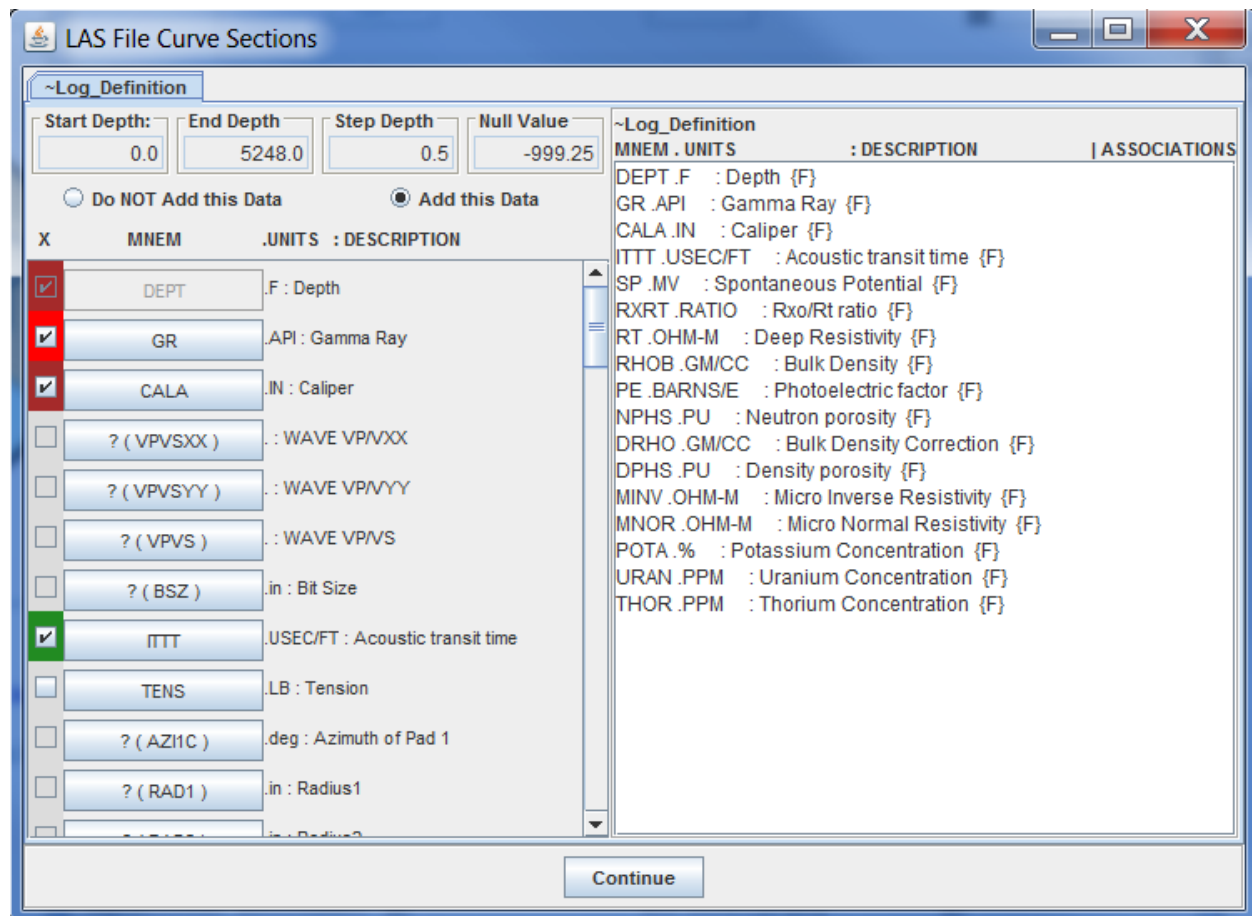 LAS File Curve Sections
~Log_Definition
Start Depth: End Depth Step Depth Null Value
0.0 5248.0 0.5 -999.25
Do NOT Add this Data Add this Data
X MNEM .UNITS : DESCRIPTION
DEPT .F : Depth
GR .API : Gamma Ray
CALA .IN : Caliper
? ( VPVSXX ) . : WAVE VP/VXX
? ( VPVSYY ) . : WAVE VP/VYY
? ( VPVS ) . : WAVE VP/VS
? ( BSZ ) .in : Bit Size
ITTT .USEC/FT : Acoustic transit time
TENS .LB : Tension
? ( AZI1C ) .deg : Azimuth of Pad 1
? ( RAD1 ) .in : Radius1
~Log_Definition
MNEM . UNITS : DESCRIPTION | ASSOCIATIONS
DEPT .F : Depth {F}
GR .API : Gamma Ray {F}
CALA .IN : Caliper {F}
ITTT .USEC/FT : Acoustic transit time {F}
SP .MV : Spontaneous Potential {F}
RXRT .RATIO : Rxo/Rt ratio {F}
RT .OHM-M : Deep Resistivity {F}
RHOB .GM/CC : Bulk Density {F}
PE .BARNS/E : Photoelectric factor {F}
NPHS .PU : Neutron porosity {F}
DRHO .GM/CC : Bulk Density Correction {F}
DPHS .PU : Density porosity {F}
MINV .OHM-M : Micro Inverse Resistivity {F}
MNOR .OHM-M : Micro Normal Resistivity {F}
POTA .% : Potassium Concentration {F}
URAN .PPM : Uranium Concentration {F}
THOR .PPM : Thorium Concentration {F}
Continue